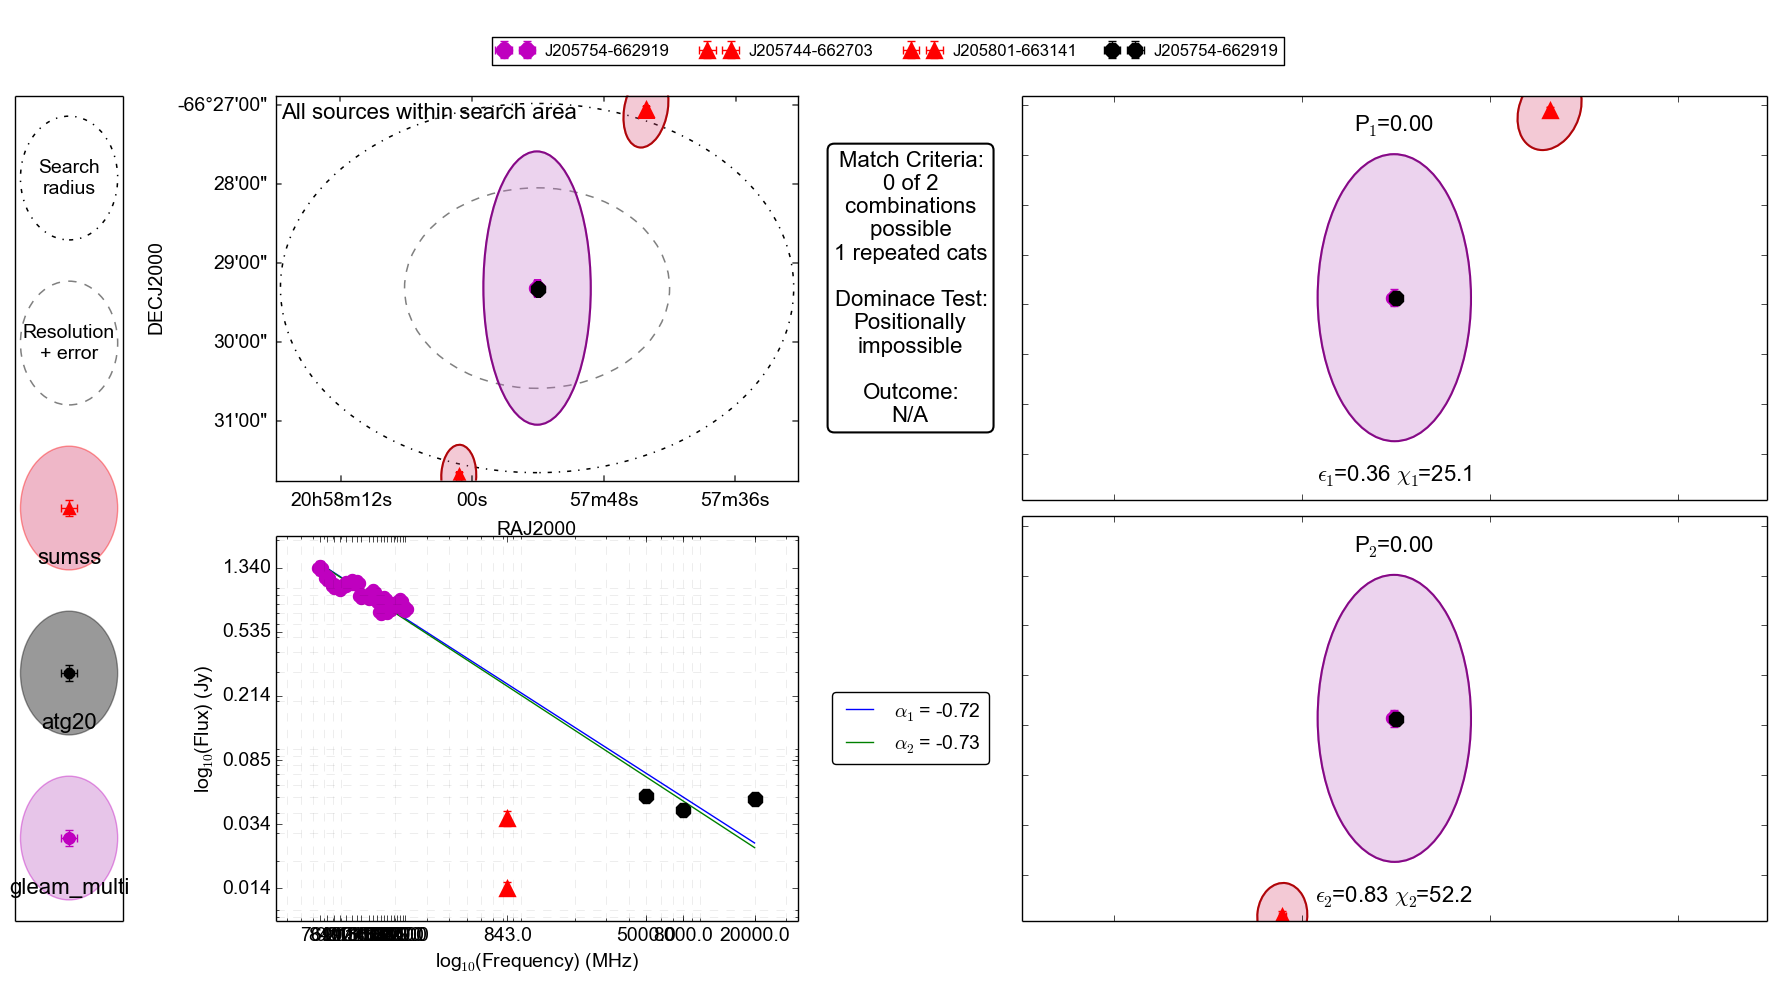 J205754-662919 J205744-662703 J205801-663141 J205754-662919
Search
radius
Resolution
+ error
sumss
atg20
gleam_multi
All sources within search area
-66°27'00"
28'00"
29'00"
30'00"
31'00"
DECJ2000
20h58m12s 00s 57m48s 57m36s
RAJ2000
Match Criteria:
0 of 2
combinations
possible
1 repeated cats
Dominace Test:
Positionally
impossible
Outcome:
N/A
P1=0.00
ϵ1=0.36 χ1=25.1
1.340
0.535
0.214
0.085
0.034
0.014
log10(Flux) (Jy)
843.0 5000.0 8000.0 20000.0
log10(Frequency) (MHz)
α1 = -0.72
α2 = -0.73
P2=0.00
ϵ2=0.83 χ2=52.2